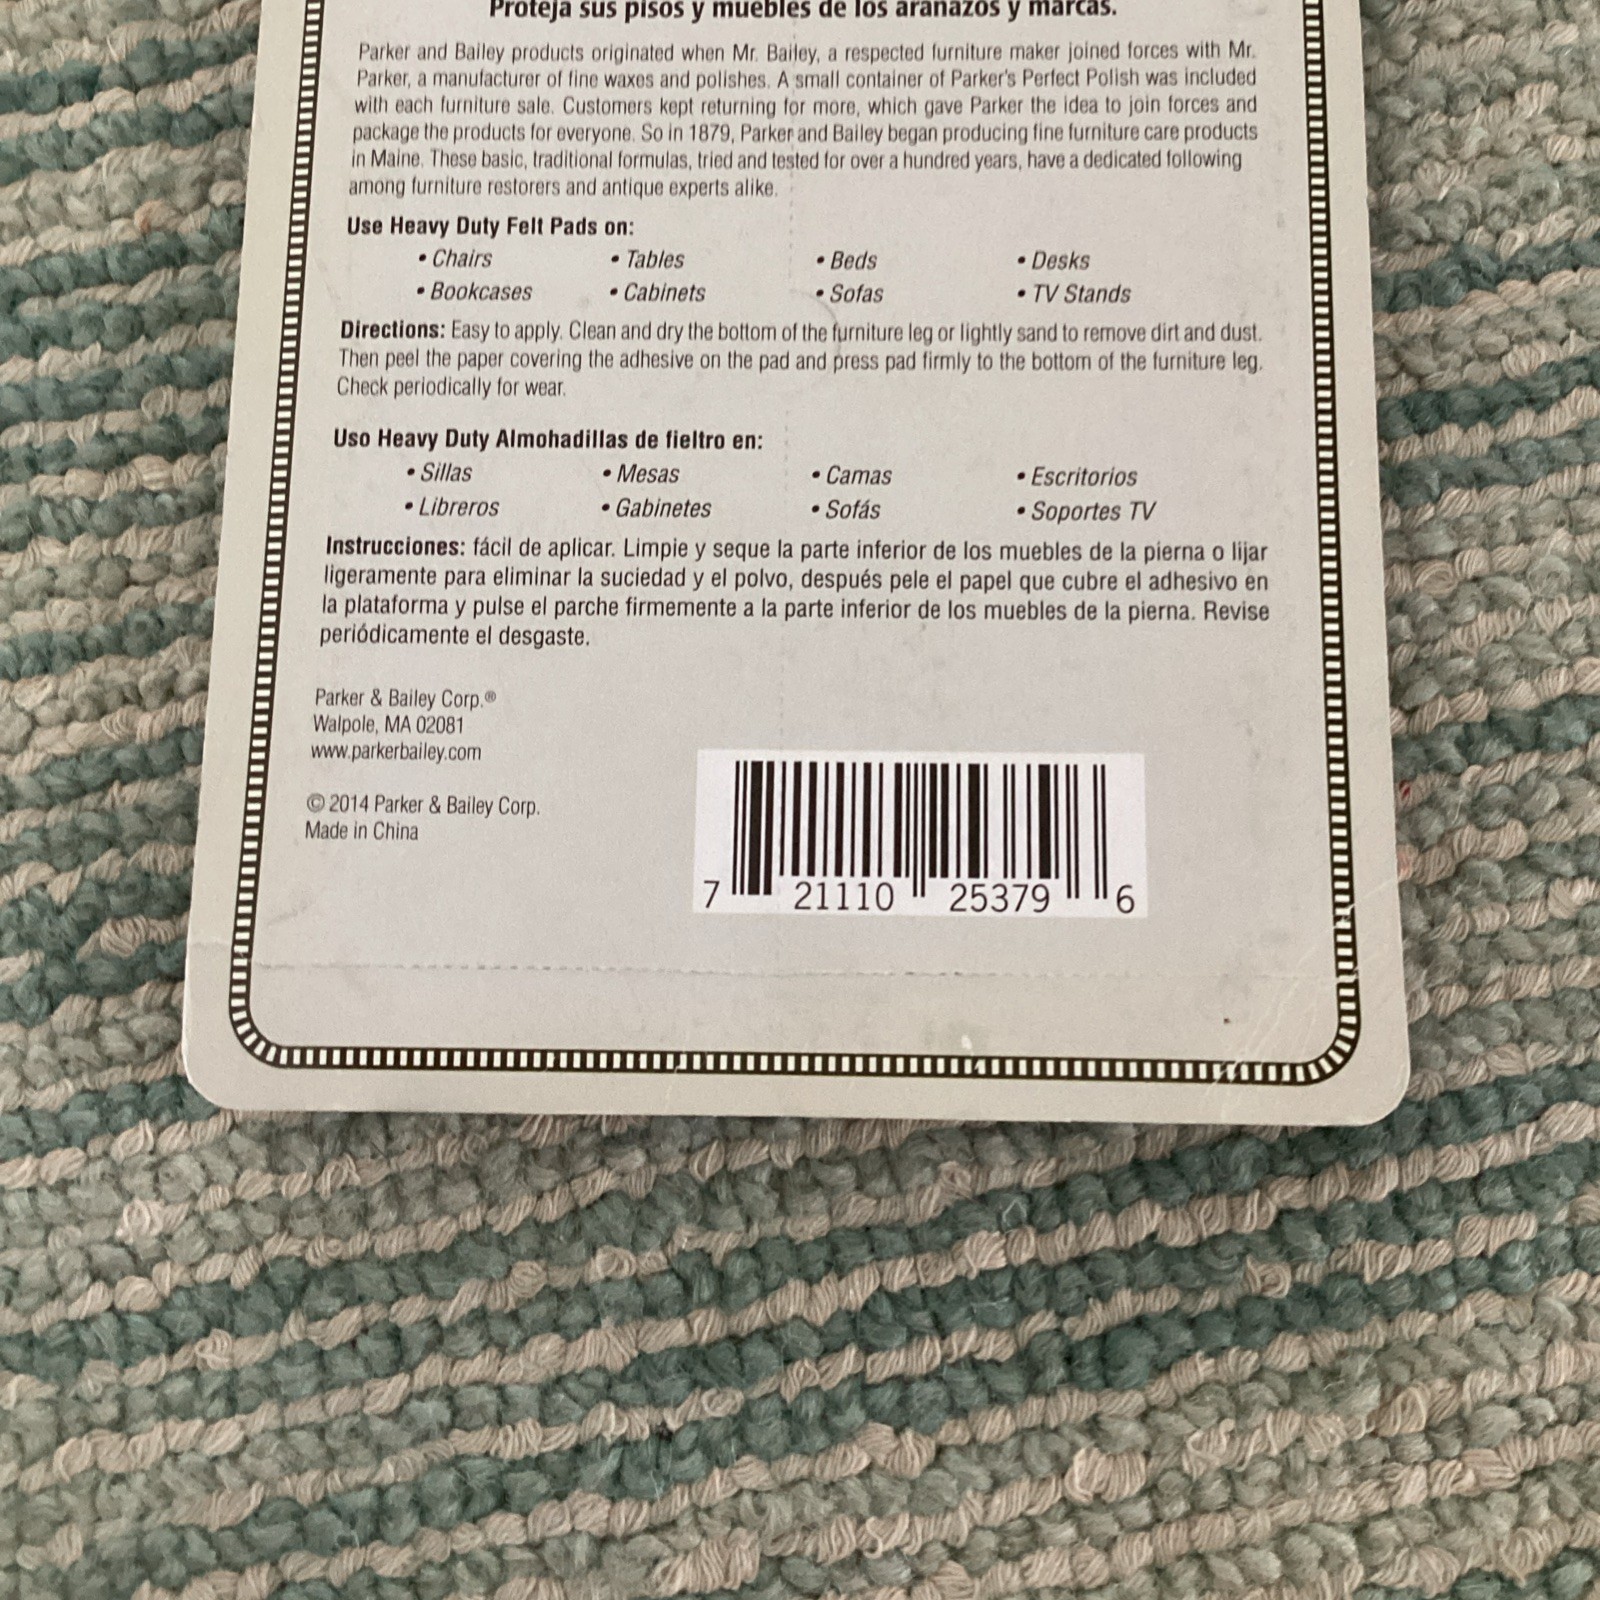 Proteja sus pisos y muebles de los arañazos y marcas.
Parker and Bailey products originated when Mr. Bailey, a respected furniture maker joined forces with Mr.
Parker, a manufacturer of fine waxes and polishes. A small container of Parker's Perfect Polish was included
with each furniture sale. Customers kept returning for more, which gave Parker the idea to join forces and
package the products for everyone. So in 1879, Parker and Bailey began producing fine furniture care products
in Maine. These basic, traditional formulas, tried and tested for over a hundred years, have a dedicated following
among furniture restorers and antique experts alike.
Use Heavy Duty Felt Pads on:
• Chairs • Tables • Beds • Desks
• Bookcases • Cabinets • Sofas • TV Stands
Directions: Easy to apply. Clean and dry the bottom of the furniture leg or lightly sand to remove dirt and dust.
Then peel the paper covering the adhesive on the pad and press pad firmly to the bottom of the furniture leg.
Check periodically for wear.
Uso Heavy Duty Almohadillas de fieltro en:
• Sillas • Mesas • Camas • Escritorios
• Libreros • Gabinetes • Sofás • Soportes TV
Instrucciones: fácil de aplicar. Limpie y seque la parte inferior de los muebles de la pierna o lijar
ligeramente para eliminar la suciedad y el polvo, después pele el papel que cubre el adhesivo en
la plataforma y pulse el parche firmemente a la parte inferior de los muebles de la pierna. Revise
periódicamente el desgaste.
Parker & Bailey Corp.®
Walpole, MA 02081
www.parkerbailey.com
© 2014 Parker & Bailey Corp.
Made in China
7 21110 25379 6